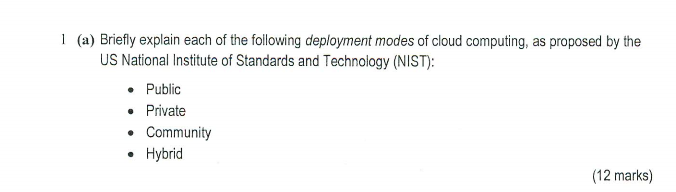 1 (a) Briefly explain each of the following deployment modes of cloud computing, as proposed by the
US National Institute of Standards and Technology (NIST):
• Public
• Private
• Community
• Hybrid
(12 marks)